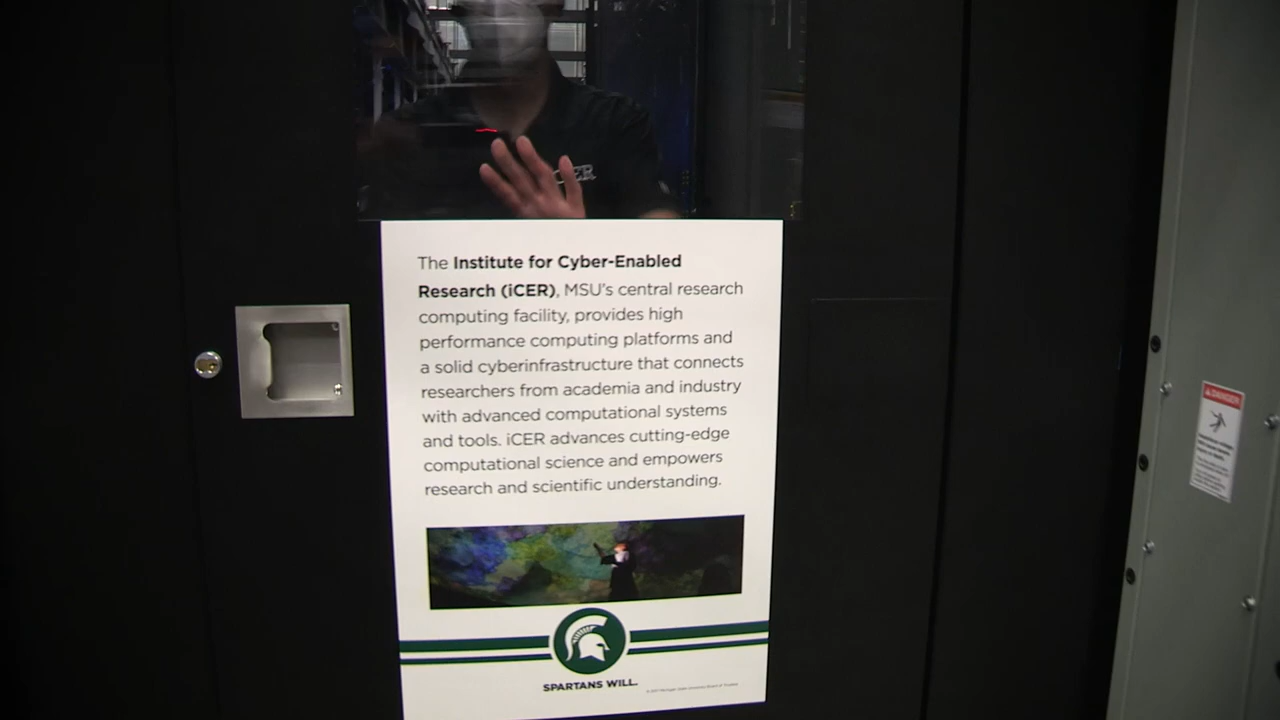 The Institute for Cyber-Enabled
Research (iCER), MSU's central research
computing facility, provides high
performance computing platforms and
a solid cyberinfrastructure that connects
researchers from academia and industry
with advanced computational systems
and tools. iCER advances cutting-edge
computational science and empowers
research and scientific understanding.
SPARTANS WILL.
DANGER